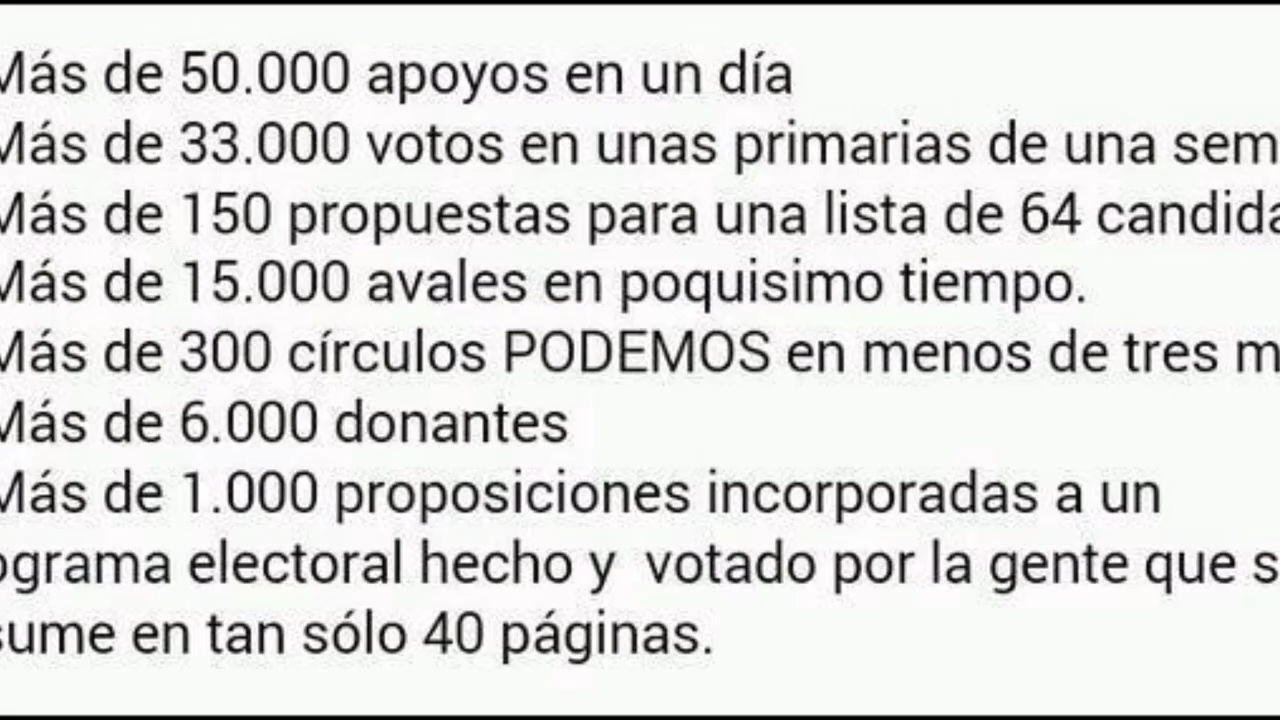 Más de 50.000 apoyos en un día
Más de 33.000 votos en unas primarias de una sem
Más de 150 propuestas para una lista de 64 candida
Más de 15.000 avales en poquisimo tiempo.
Más de 300 círculos PODEMOS en menos de tres m
Más de 6.000 donantes
Más de 1.000 proposiciones incorporadas a un
ograma electoral hecho y  votado por la gente que s
sume en tan sólo 40 páginas.